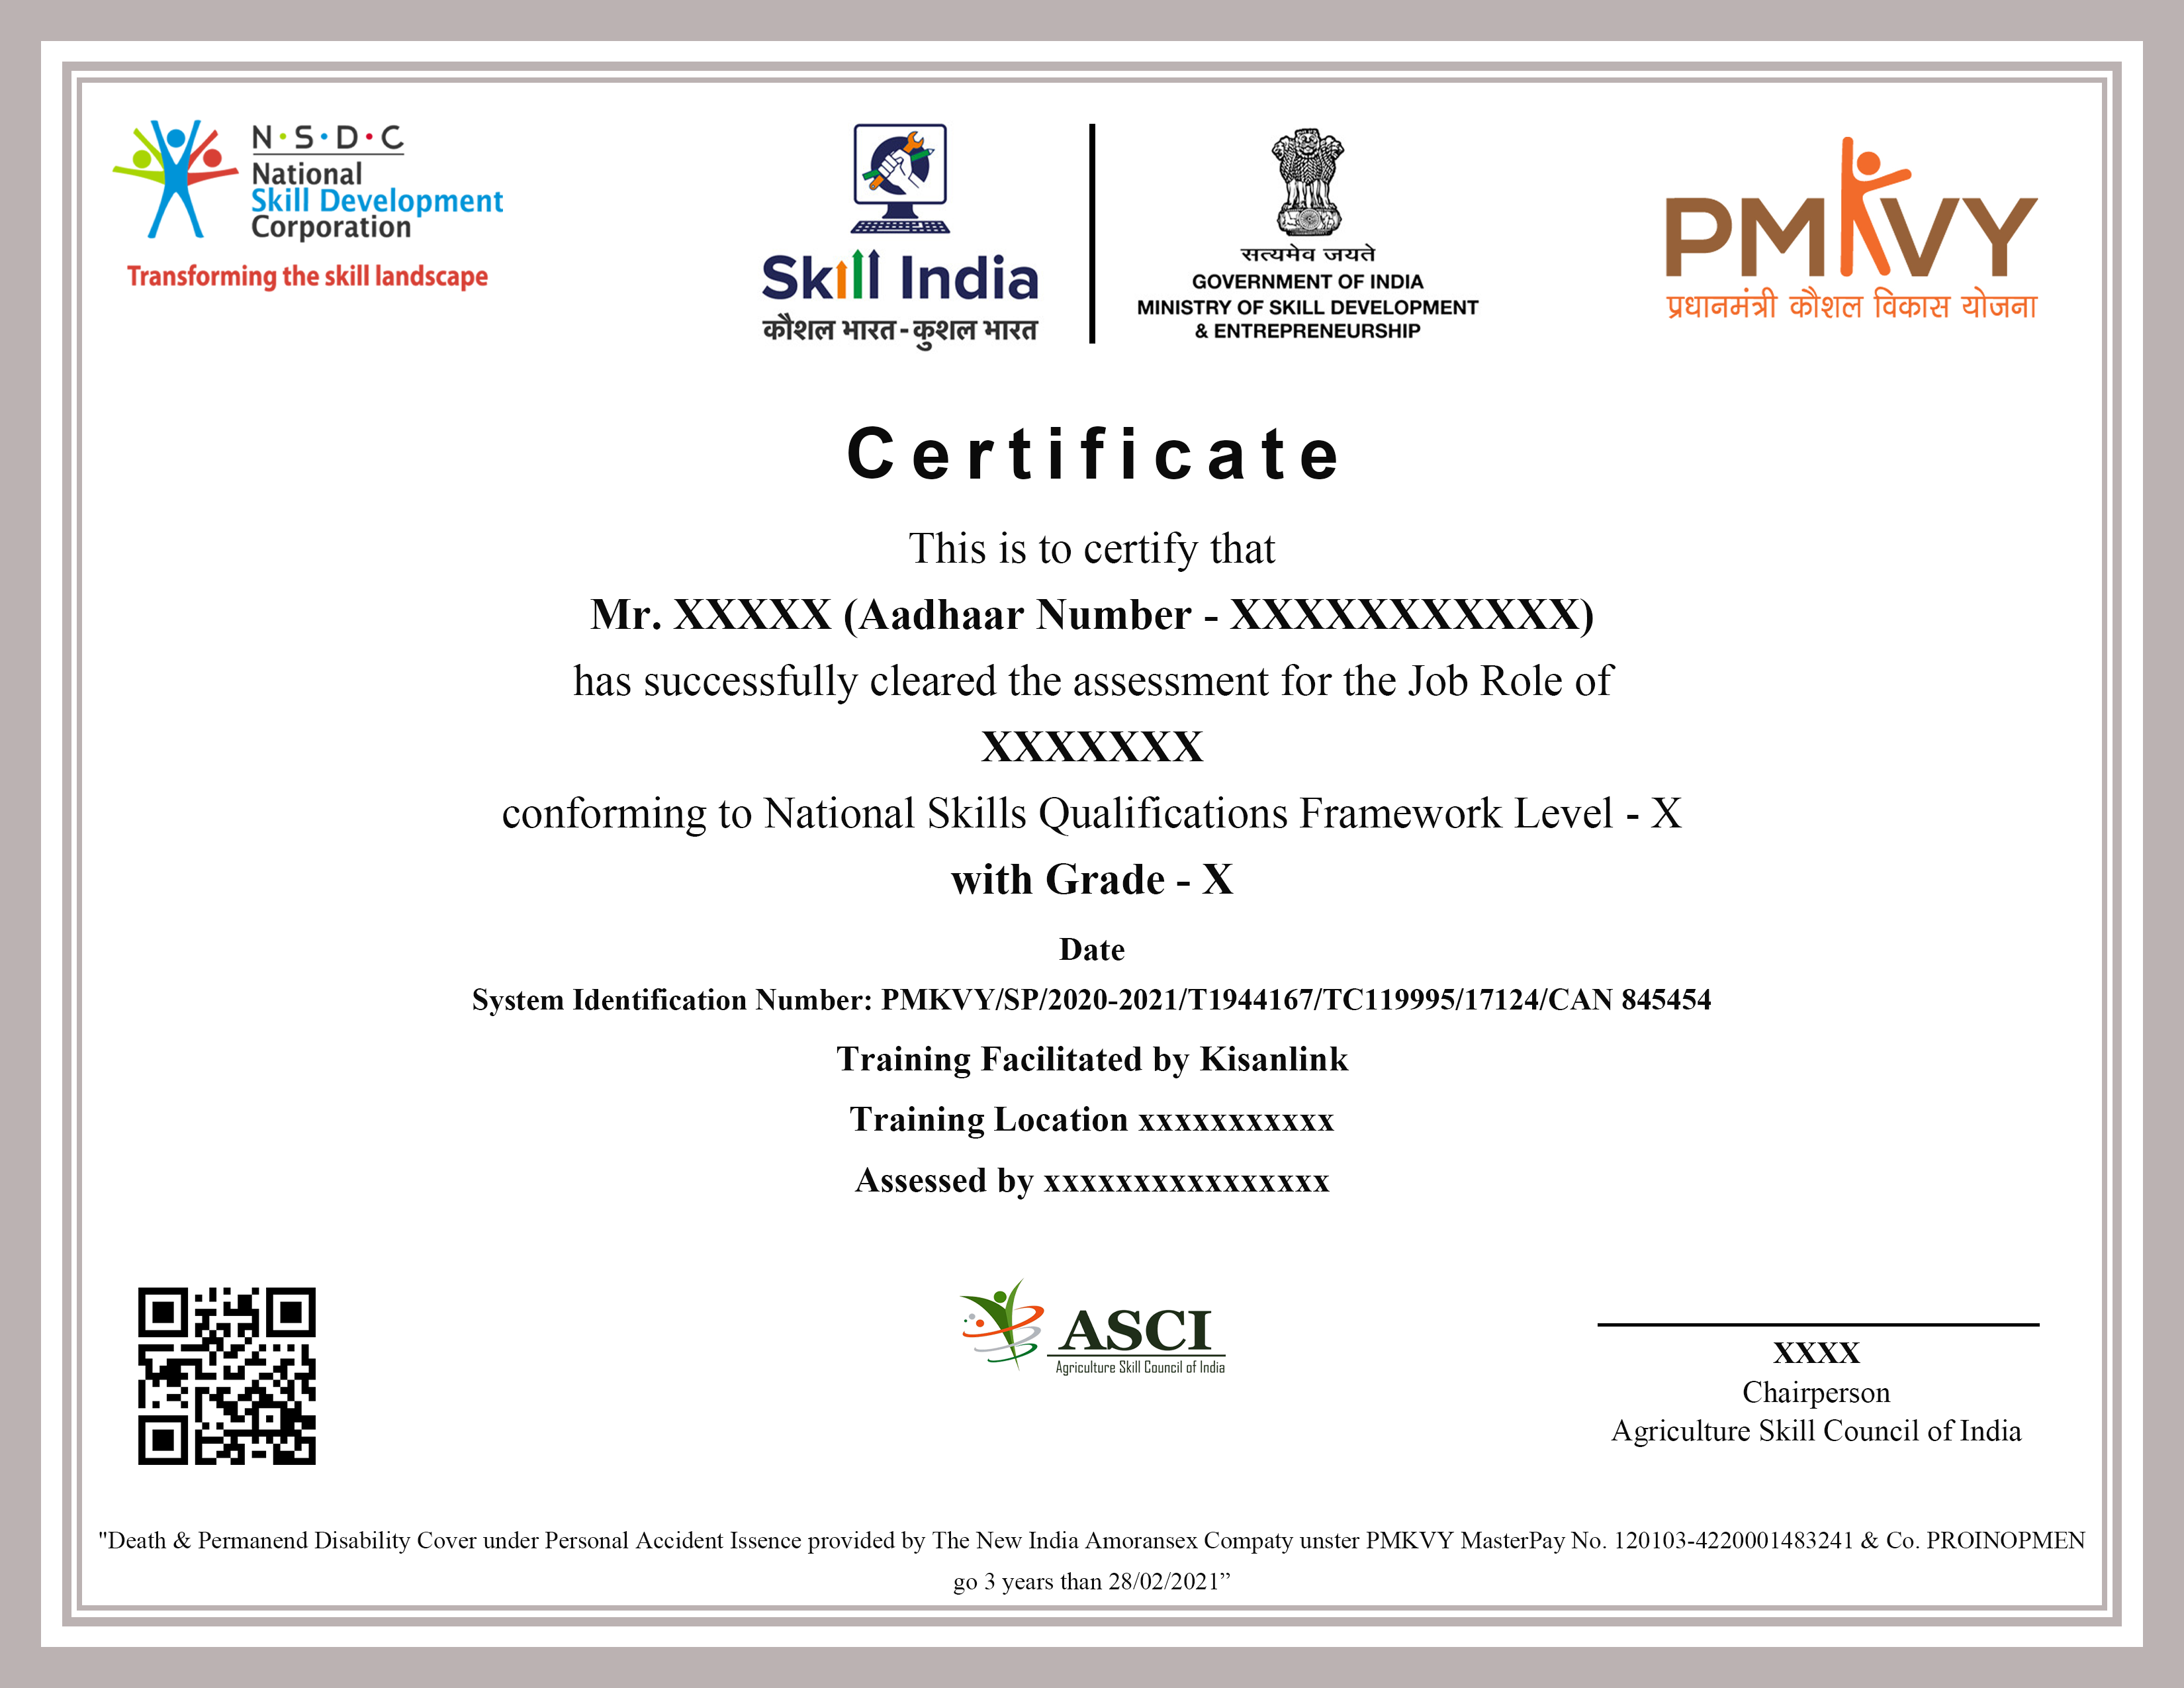 N·S·D·C
National
Skill Development
Corporation
Transforming the skill landscape
Skill India
कौशल भारत-कुशल भारत
सत्यमेव जयते
GOVERNMENT OF INDIA
MINISTRY OF SKILL DEVELOPMENT
& ENTREPRENEURSHIP
PMKVY
प्रधानमंत्री कौशल विकास योजना
Certificate
This is to certify that
Mr. XXXXX (Aadhaar Number - XXXXXXXXXXX)
has successfully cleared the assessment for the Job Role of
XXXXXXX
conforming to National Skills Qualifications Framework Level - X
with Grade - X
Date
System Identification Number: PMKVY/SP/2020-2021/T1944167/TC119995/17124/CAN 845454
Training Facilitated by Kisanlink
Training Location xxxxxxxxxxx
Assessed by xxxxxxxxxxxxxxxx
ASCI
Agriculture Skill Council of India
XXXX
Chairperson
Agriculture Skill Council of India
"Death & Permanend Disability Cover under Personal Accident Issence provided by The New India Amoransex Compaty unster PMKVY MasterPay No. 120103-4220001483241 & Co. PROINOPMEN
go 3 years than 28/02/2021”